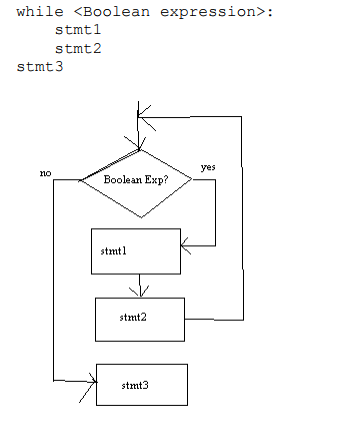 while <Boolean expression>:
    stmt1
    stmt2
stmt3
yes
no
Boolean Exp?
stmt1
stmt2
stmt3